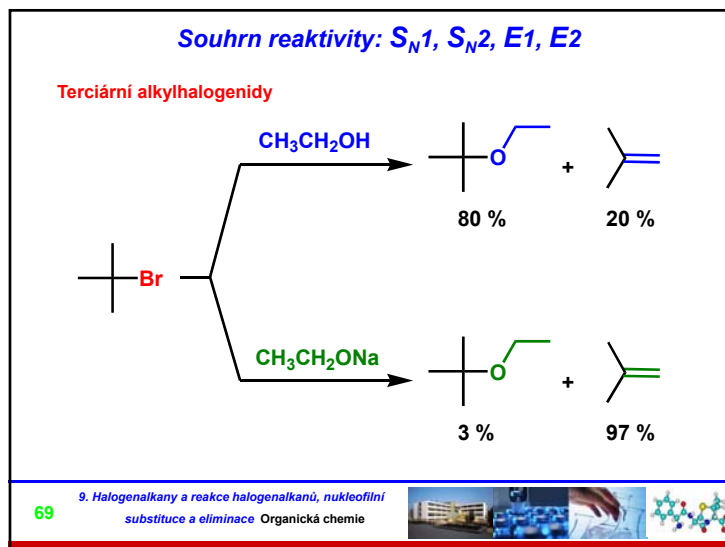 Souhrn reaktivity: SN1, SN2, E1, E2
Terciární alkylhalogenidy
CH3CH2OH
O
+
80 %
20 %
Br
CH3CH2ONa
O
+
3 %
97 %
69
9. Halogenalkany a reakce halogenalkanů, nukleofilní
substituce a eliminace Organická chemie